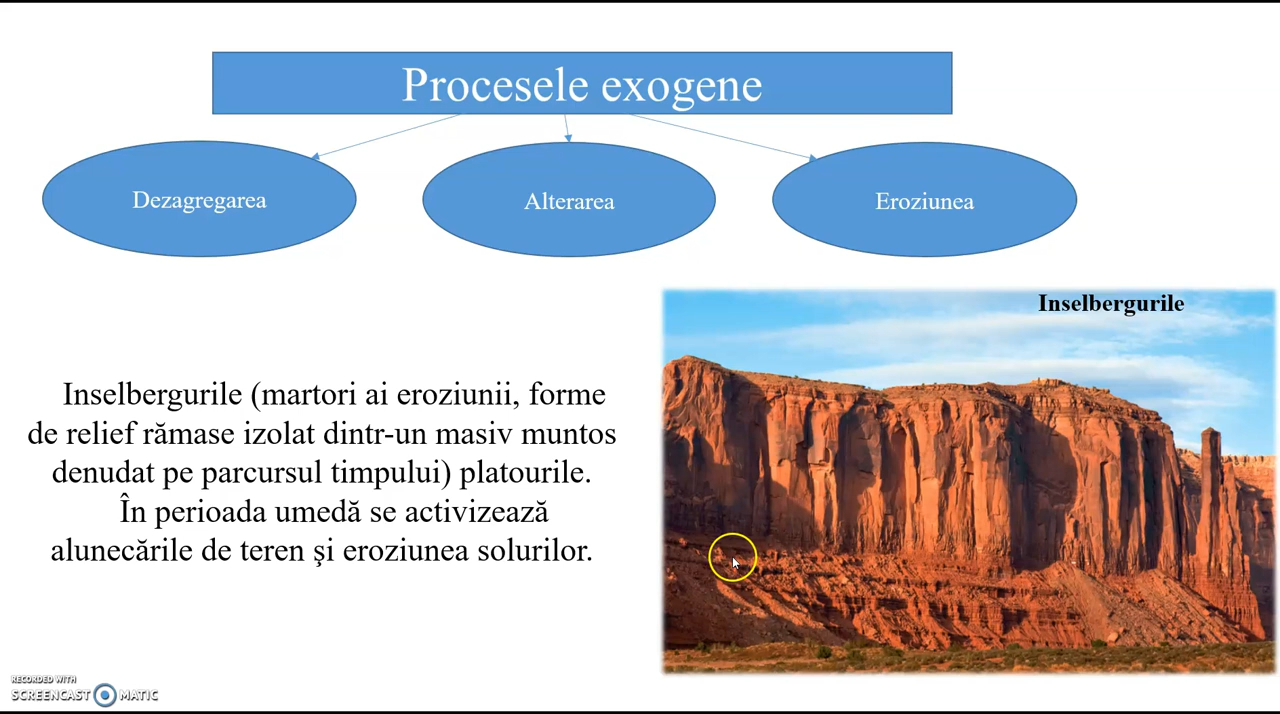 Procesele exogene
Dezagregarea
Alterarea
Eroziunea
Inselbergurile
Inselbergurile (martori ai eroziunii, forme
de relief rămase izolat dintr-un masiv muntos
denudat pe parcursul timpului) platourile.
În perioada umedă se activizează
alunecările de teren şi eroziunea solurilor.
RECORDED WITH
SCREENCAST MATIC